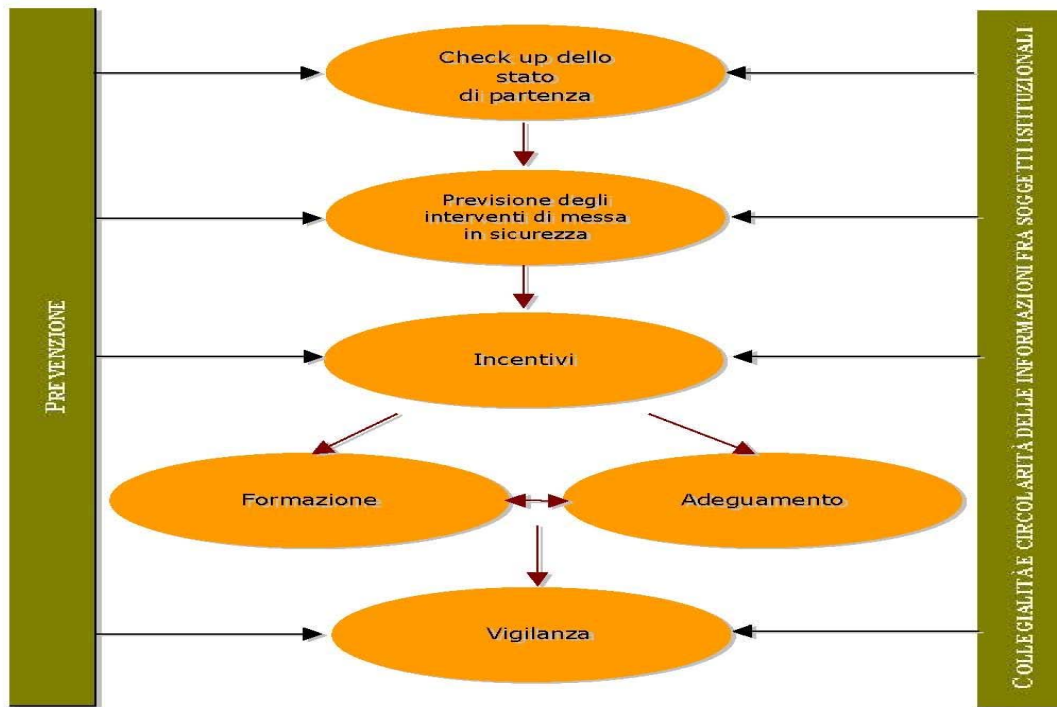 PREVENZIONE
Check up dello
stato
di partenza
Previsione degli
interventi di messa
in sicurezza
Incentivi
Formazione
Adeguamento
Vigilanza
COLLEGIALITÀ E CIRCOLARITÀ DELLE INFORMAZIONI FRA SOGGETTI ISTITUZIONALI